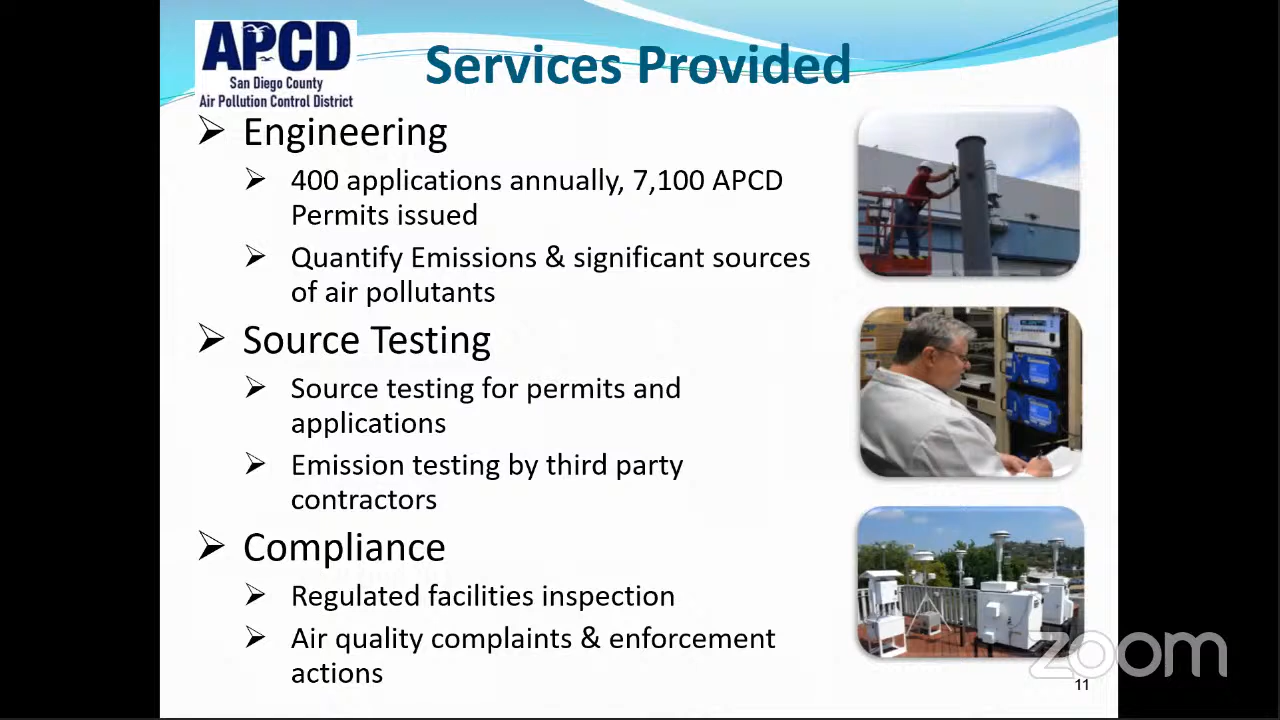 APCD
San Diego County
Air Pollution Control District
Services Provided
Engineering
400 applications annually, 7,100 APCD
Permits issued
Quantify Emissions & significant sources
of air pollutants
Source Testing
Source testing for permits and
applications
Emission testing by third party
contractors
Compliance
Regulated facilities inspection
Air quality complaints & enforcement
actions
zoom
11